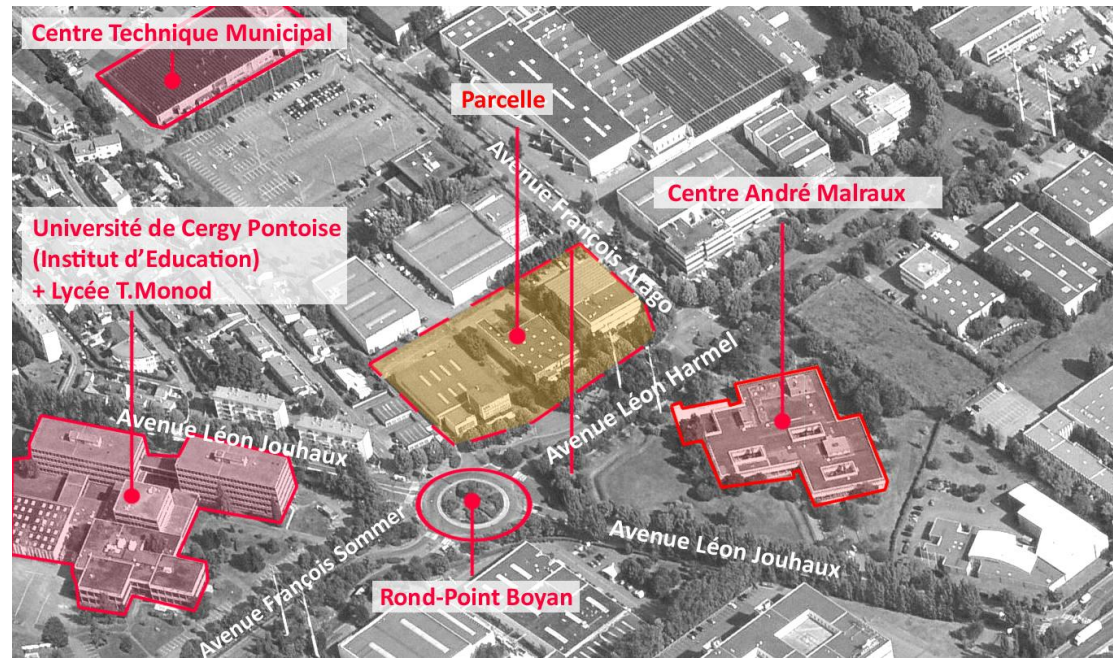 Centre Technique Municipal
Parcelle
Avenue François Arago
Centre André Malraux
Université de Cergy Pontoise
(Institut d’Education)
+ Lycée T.Monod
Avenue Léon Harmel
Avenue Léon Jouhaux
Avenue François Sommer
Avenue Léon Jouhaux
Rond-Point Boyan